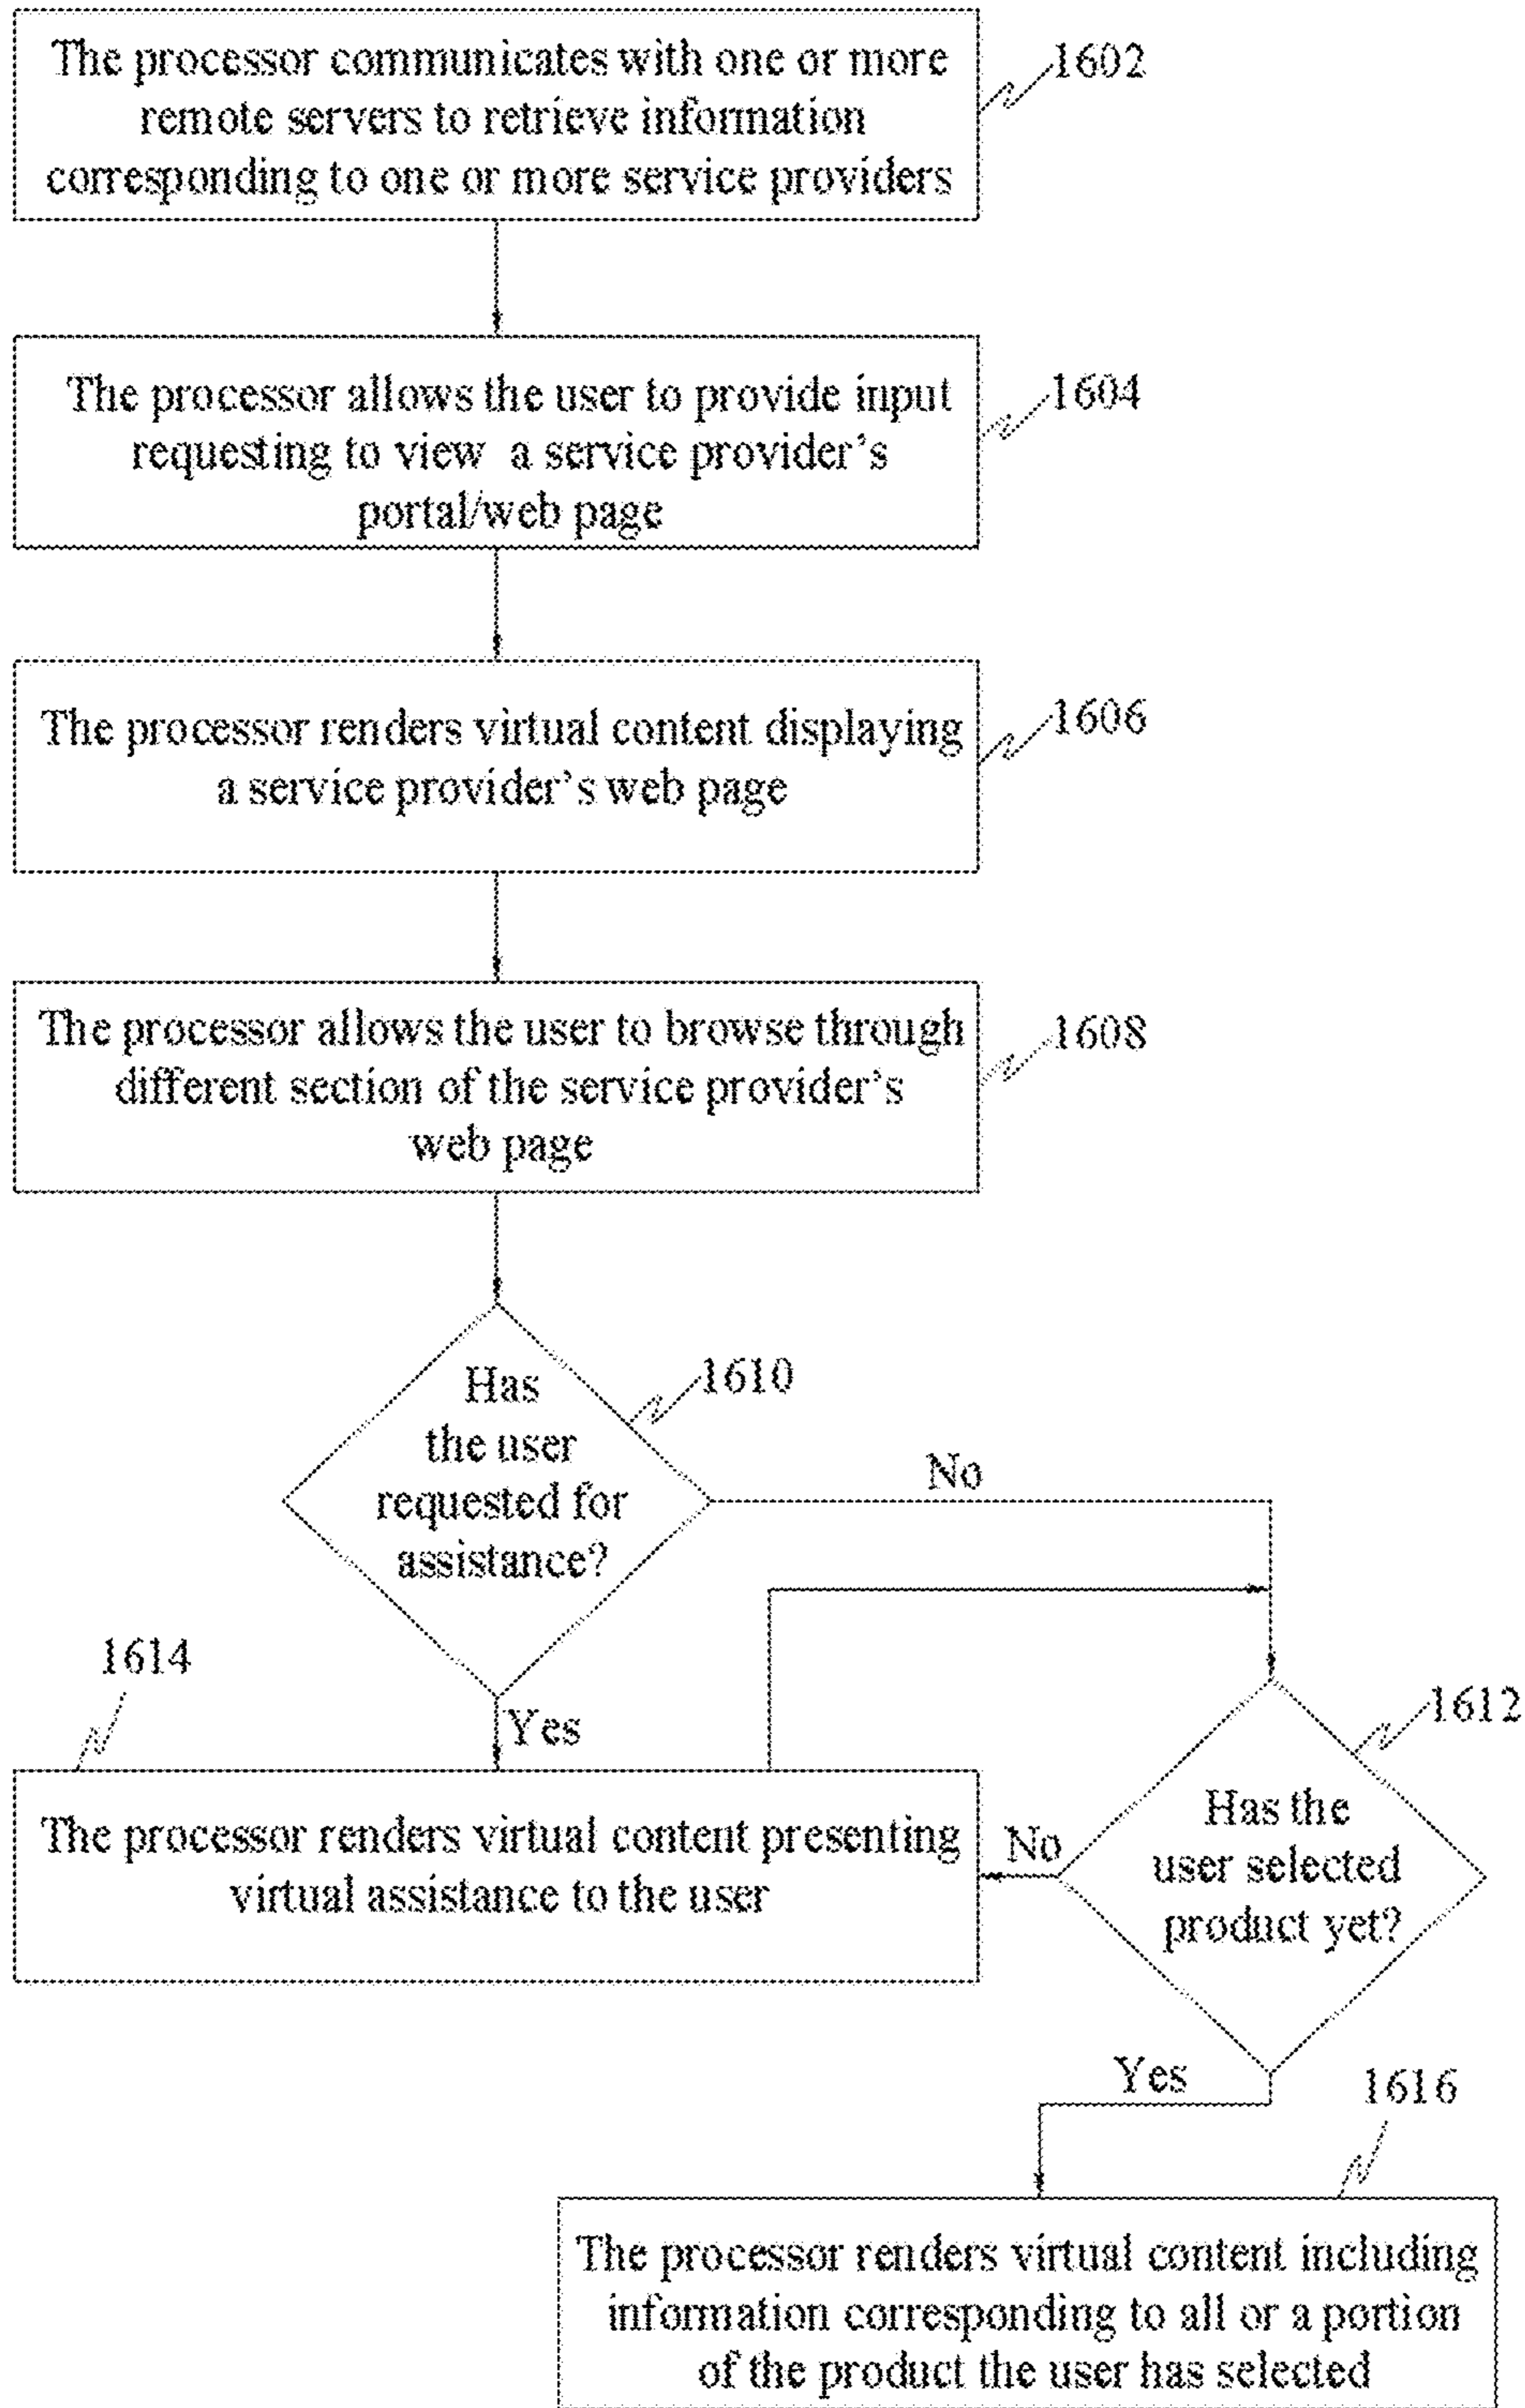 The processor communicates with one or more
remote servers to retrieve information
corresponding to one or more service providers
1602
The processor allows the user to provide input
requesting to view a service provider's
portal/web page
1604
The processor renders virtual content displaying
a service provider's web page
1606
The processor allows the user to browse through
different section of the service provider's
web page
1608
Has
the user
requested for
assistance?
1610
No
Yes
1614
The processor renders virtual content presenting
virtual assistance to the user
1612
Has the
user selected
product yet?
No
Yes
1616
The processor renders virtual content including
information corresponding to all or a portion
of the product the user has selected